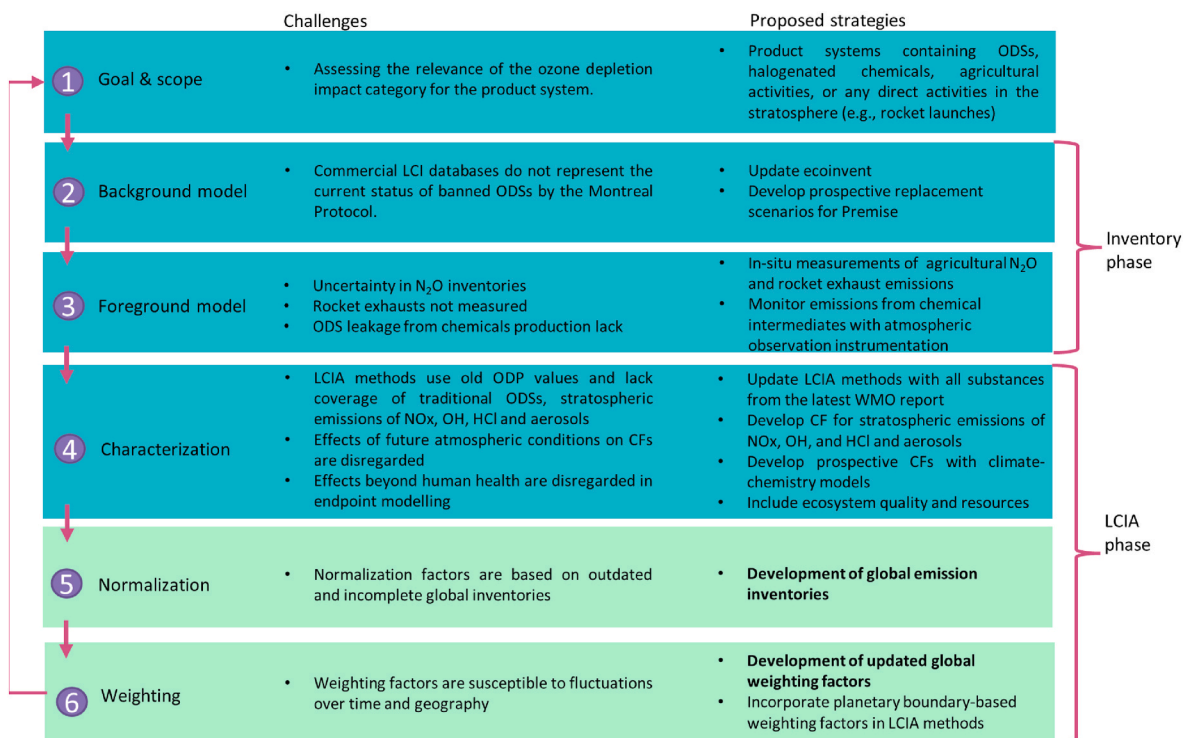 Challenges
Proposed strategies
1
Goal & scope
• Assessing the relevance of the ozone depletion
impact category for the product system.
• Product systems containing ODSs,
halogenated chemicals, agricultural
activities, or any direct activities in the
stratosphere (e.g., rocket launches)
2
Background model
• Commercial LCI databases do not represent the
current status of banned ODSs by the Montreal
Protocol.
• Update ecoinvent
• Develop prospective replacement
scenarios for Premise
3
Foreground model
• Uncertainty in N₂O inventories
• Rocket exhausts not measured
• ODS leakage from chemicals production lack
• In-situ measurements of agricultural N₂O
and rocket exhaust emissions
• Monitor emissions from chemical
intermediates with atmospheric
observation instrumentation
Inventory
phase
4
Characterization
• LCIA methods use old ODP values and lack
coverage of traditional ODSs, stratospheric
emissions of NOx, OH, HCl and aerosols
• Effects of future atmospheric conditions on CFs
are disregarded
• Effects beyond human health are disregarded in
endpoint modelling
• Update LCIA methods with all substances
from the latest WMO report
• Develop CF for stratospheric emissions of
NOx, OH, and HCl and aerosols
• Develop prospective CFs with climate-
chemistry models
• Include ecosystem quality and resources
5
Normalization
• Normalization factors are based on outdated
and incomplete global inventories
• Development of global emission
inventories
6
Weighting
• Weighting factors are susceptible to fluctuations
over time and geography
• Development of updated global
weighting factors
• Incorporate planetary boundary-based
weighting factors in LCIA methods
LCIA
phase